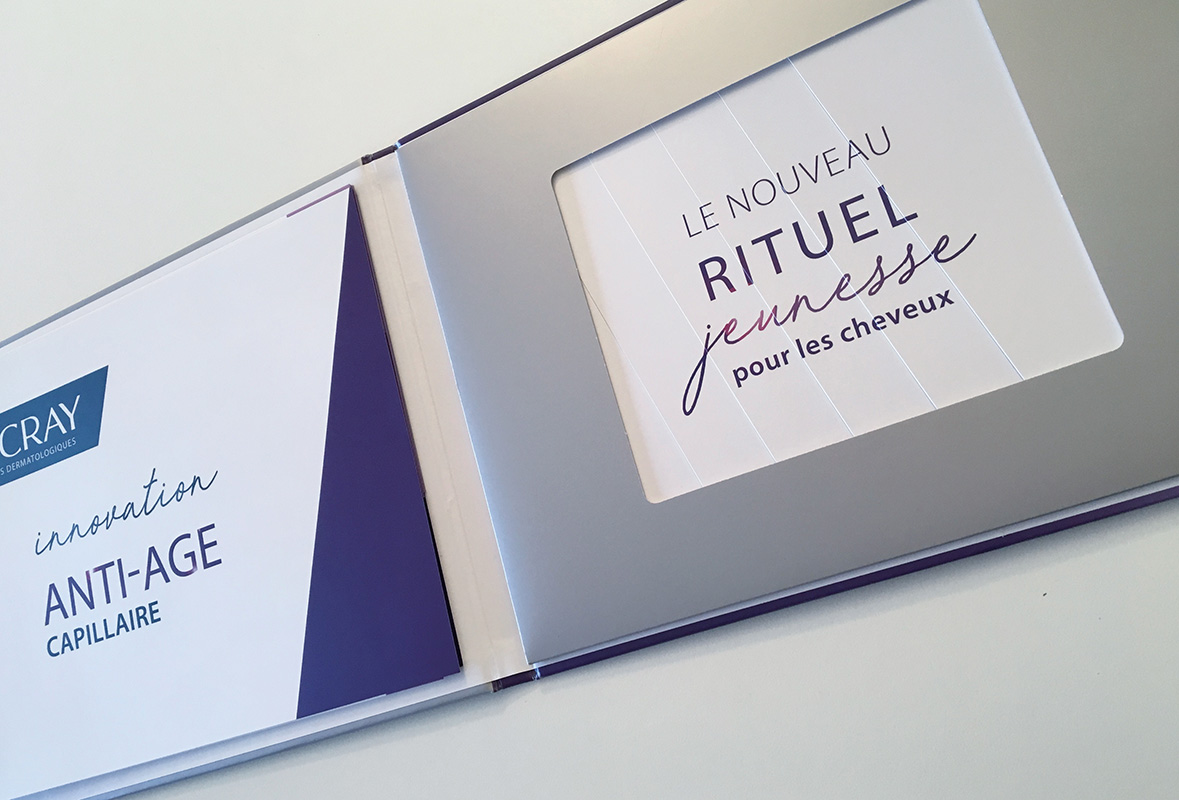 CRAY
S DERMATOLOGIQUES
innovation
ANTI-AGE
CAPILLAIRE
LE NOUVEAU
RITUEL
jeunesse
pour les cheveux